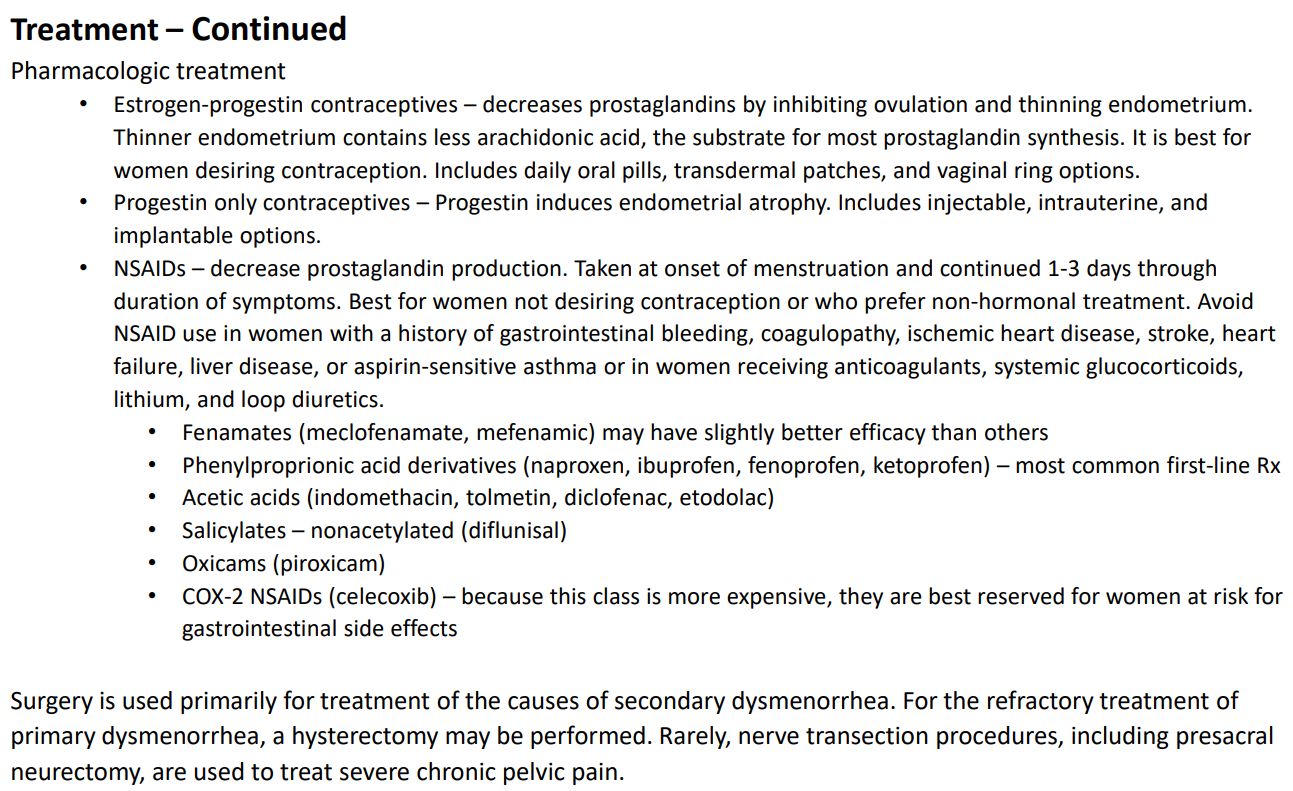 Treatment – Continued
Pharmacologic treatment
• Estrogen-progestin contraceptives – decreases prostaglandins by inhibiting ovulation and thinning endometrium.
Thinner endometrium contains less arachidonic acid, the substrate for most prostaglandin synthesis. It is best for
women desiring contraception. Includes daily oral pills, transdermal patches, and vaginal ring options.
• Progestin only contraceptives – Progestin induces endometrial atrophy. Includes injectable, intrauterine, and
implantable options.
• NSAIDs – decrease prostaglandin production. Taken at onset of menstruation and continued 1-3 days through
duration of symptoms. Best for women not desiring contraception or who prefer non-hormonal treatment. Avoid
NSAID use in women with a history of gastrointestinal bleeding, coagulopathy, ischemic heart disease, stroke, heart
failure, liver disease, or aspirin-sensitive asthma or in women receiving anticoagulants, systemic glucocorticoids,
lithium, and loop diuretics.
• Fenamates (meclofenamate, mefenamic) may have slightly better efficacy than others
• Phenylproprionic acid derivatives (naproxen, ibuprofen, fenoprofen, ketoprofen) – most common first-line Rx
• Acetic acids (indomethacin, tolmetin, diclofenac, etodolac)
• Salicylates – nonacetylated (diflunisal)
• Oxicams (piroxicam)
• COX-2 NSAIDs (celecoxib) – because this class is more expensive, they are best reserved for women at risk for
gastrointestinal side effects
Surgery is used primarily for treatment of the causes of secondary dysmenorrhea. For the refractory treatment of
primary dysmenorrhea, a hysterectomy may be performed. Rarely, nerve transection procedures, including presacral
neurectomy, are used to treat severe chronic pelvic pain.